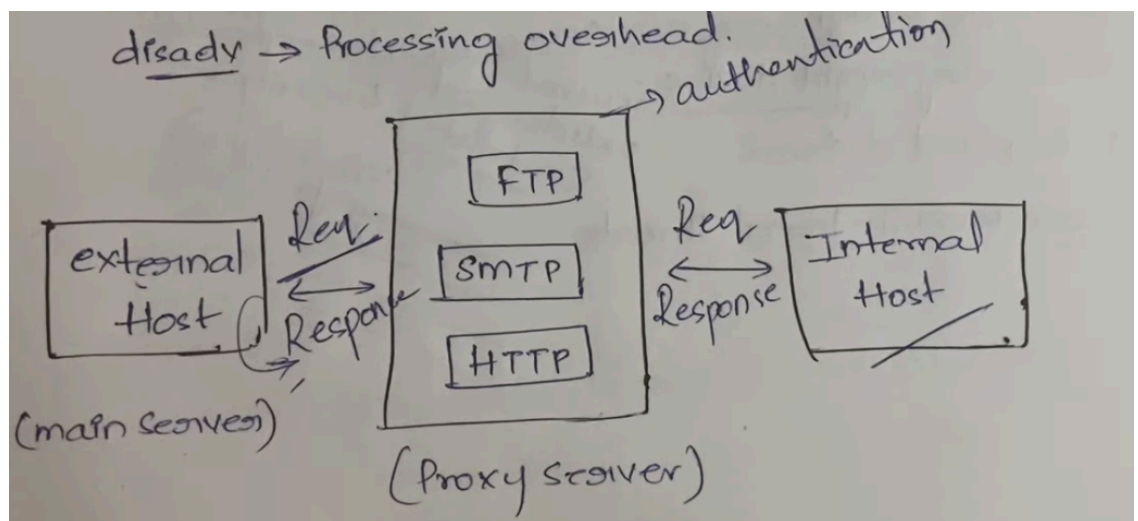 disadv → Processing overhead.
→ authentication
FTP
SMTP
HTTP
external
Host
Req.
Response
Req
Response
Internal
Host
(main server)
(Proxy server)